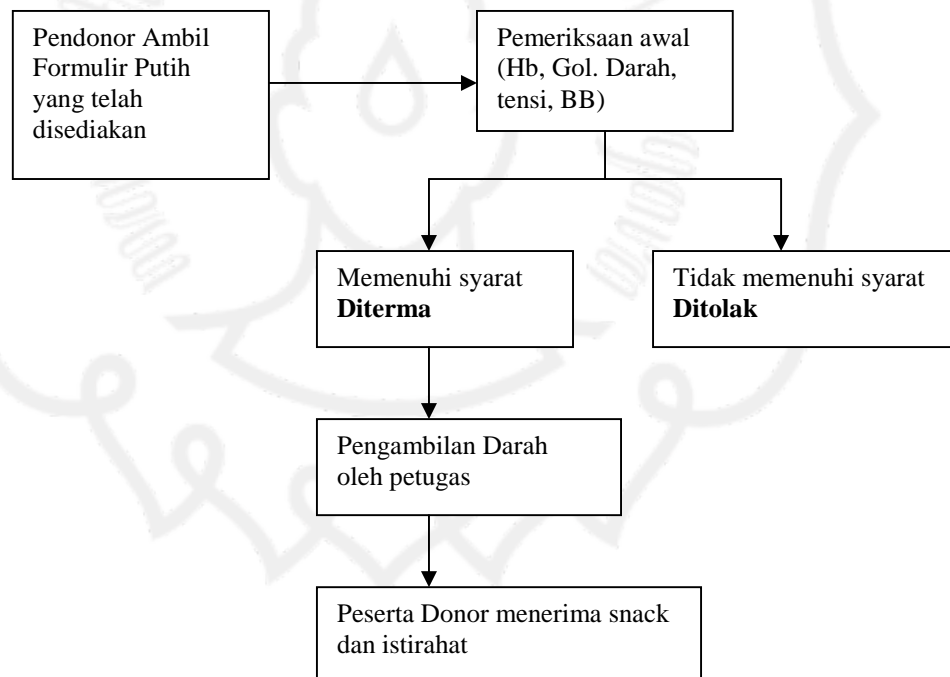 Pendonor Ambil
Formulir Putih
yang telah
disediakan
Pemeriksaan awal
(Hb, Gol. Darah,
tensi, BB)
Memenuhi syarat
Diterma
Tidak memenuhi syarat
Ditolak
Pengambilan Darah
oleh petugas
Peserta Donor menerima snack
dan istirahat